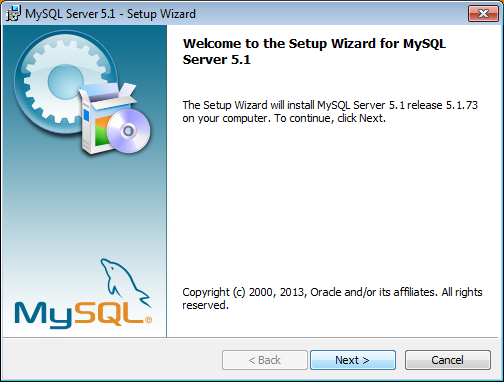 MySQL Server 5.1 - Setup Wizard
Welcome to the Setup Wizard for MySQL
Server 5.1
The Setup Wizard will install MySQL Server 5.1 release 5.1.73
on your computer. To continue, click Next.
MySQL®
Copyright (c) 2000, 2013, Oracle and/or its affiliates. All rights
reserved.
< Back
Next >
Cancel